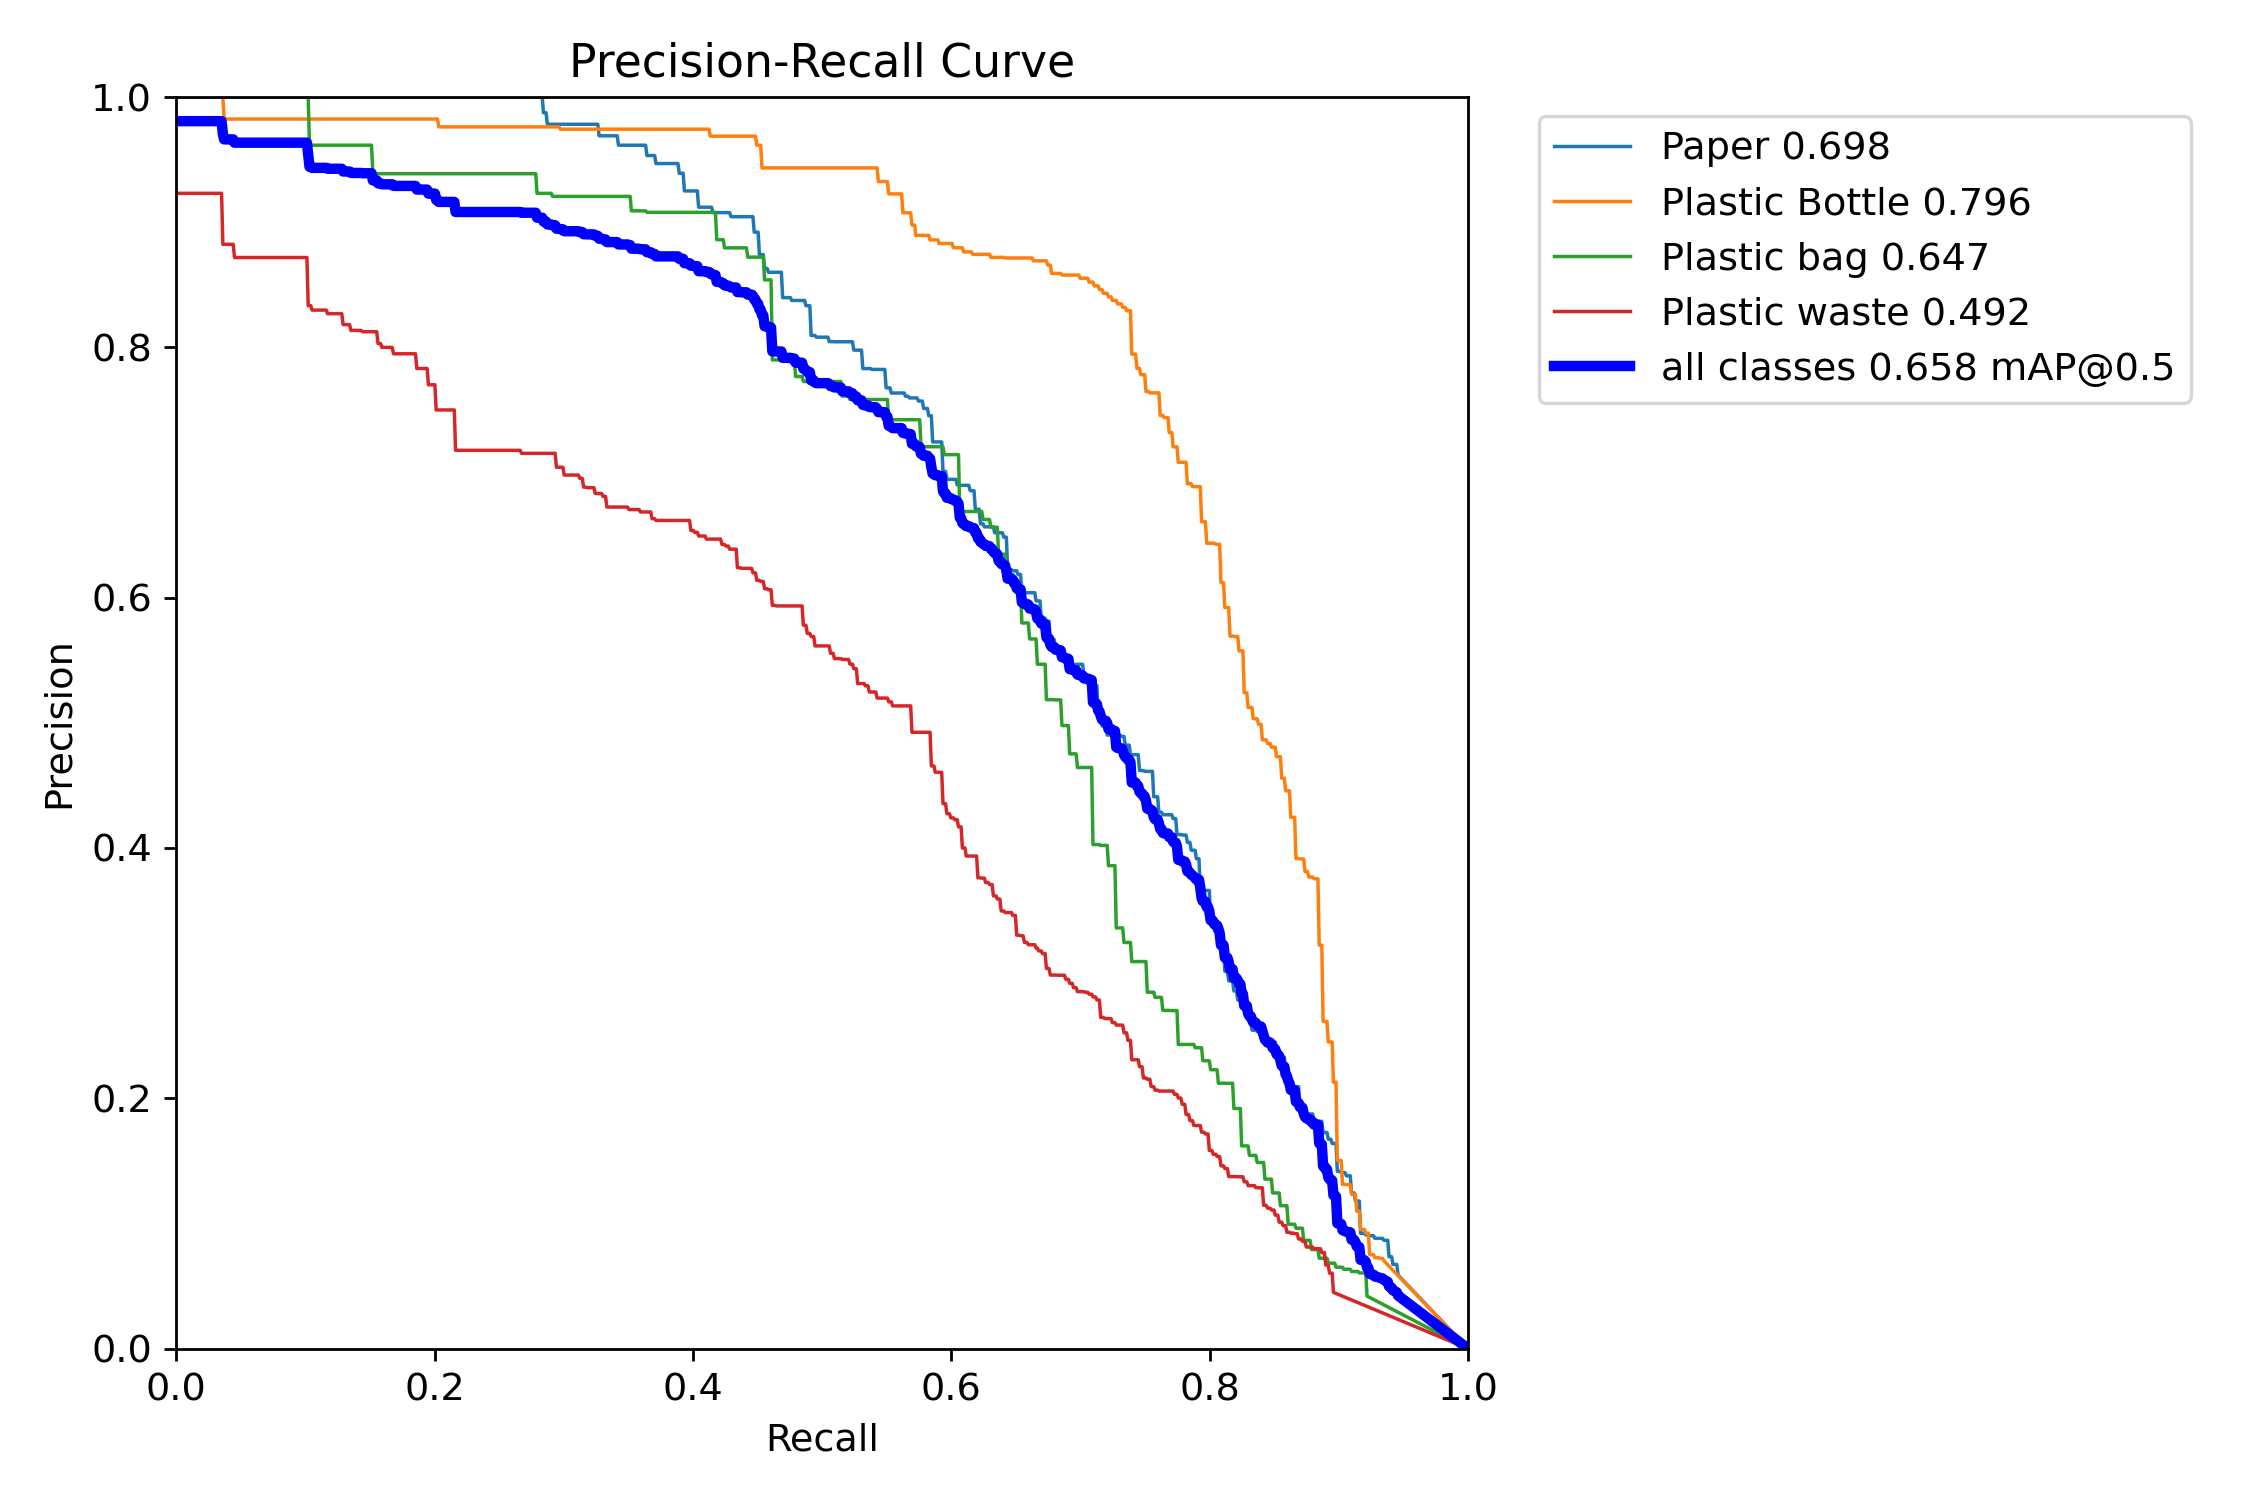 Precision-Recall Curve
1.0
0.8
0.6
0.4
0.2
0.0
Precision
0.0 0.2 0.4 0.6 0.8 1.0
Recall
Paper 0.698
Plastic Bottle 0.796
Plastic bag 0.647
Plastic waste 0.492
all classes 0.658 mAP@0.5